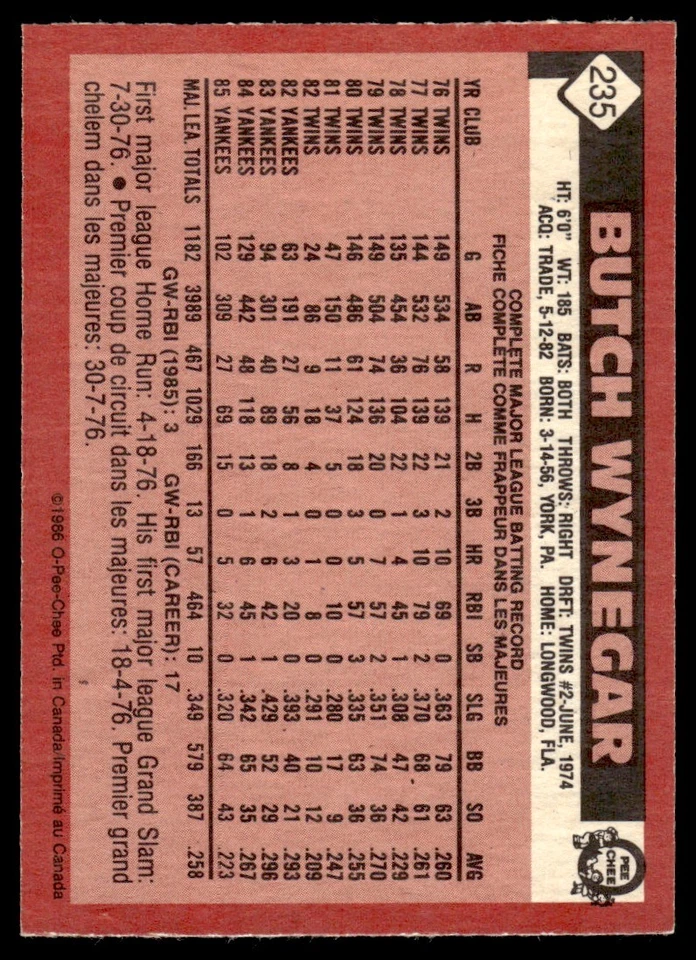 235
BUTCH WYNEGAR
O PEE CHEE
HT: 6'0" WT: 185 BATS: BOTH THROWS: RIGHT DRFT: TWINS #2-JUNE, 1974
ACQ: TRADE, 5-12-82 BORN: 3-14-56, YORK, PA. HOME: LONGWOOD, FLA.
COMPLETE MAJOR LEAGUE BATTING RECORD
FICHE COMPLÈTE COMME FRAPPEUR DANS LES MAJEURES
YR CLUB G AB R H 2B 3B HR RBI SB SLG BB SO AVG
76 TWINS 149 534 58 139 21 2 10 69 0 .363 79 63 .260
77 TWINS 144 532 76 139 22 3 10 79 2 .370 68 61 .261
78 TWINS 135 454 36 104 22 1 4 45 1 .308 47 42 .229
79 TWINS 149 504 74 136 20 0 7 57 2 .351 74 36 .270
80 TWINS 146 486 61 124 18 3 5 57 3 .335 63 36 .255
81 TWINS 47 150 11 37 5 0 0 10 0 .280 17 9 .247
82 TWINS 24 86 9 18 4 0 1 8 0 .291 10 12 .209
82 YANKEES 63 191 27 56 8 1 3 20 0 .393 40 21 .293
83 YANKEES 94 301 40 89 18 2 6 42 1 .429 52 29 .296
84 YANKEES 129 442 48 118 13 1 6 45 1 .342 65 35 .267
85 YANKEES 102 309 27 69 15 0 5 32 0 .320 64 43 .223
MAJ. LEA. TOTALS 1182 3989 467 1029 166 13 57 464 10 .349 579 387 .258
GW-RBI (1985): 3 GW-RBI (CAREER): 17
First major league Home Run: 4-18-76. His first major league Grand Slam:
7-30-76. ● Premier coup de circuit dans les majeures: 18-4-76. Premier grand
chelem dans les majeures: 30-7-76.
©1986 O-Pee-Chee Ptd. in Canada/Imprimé au Canada